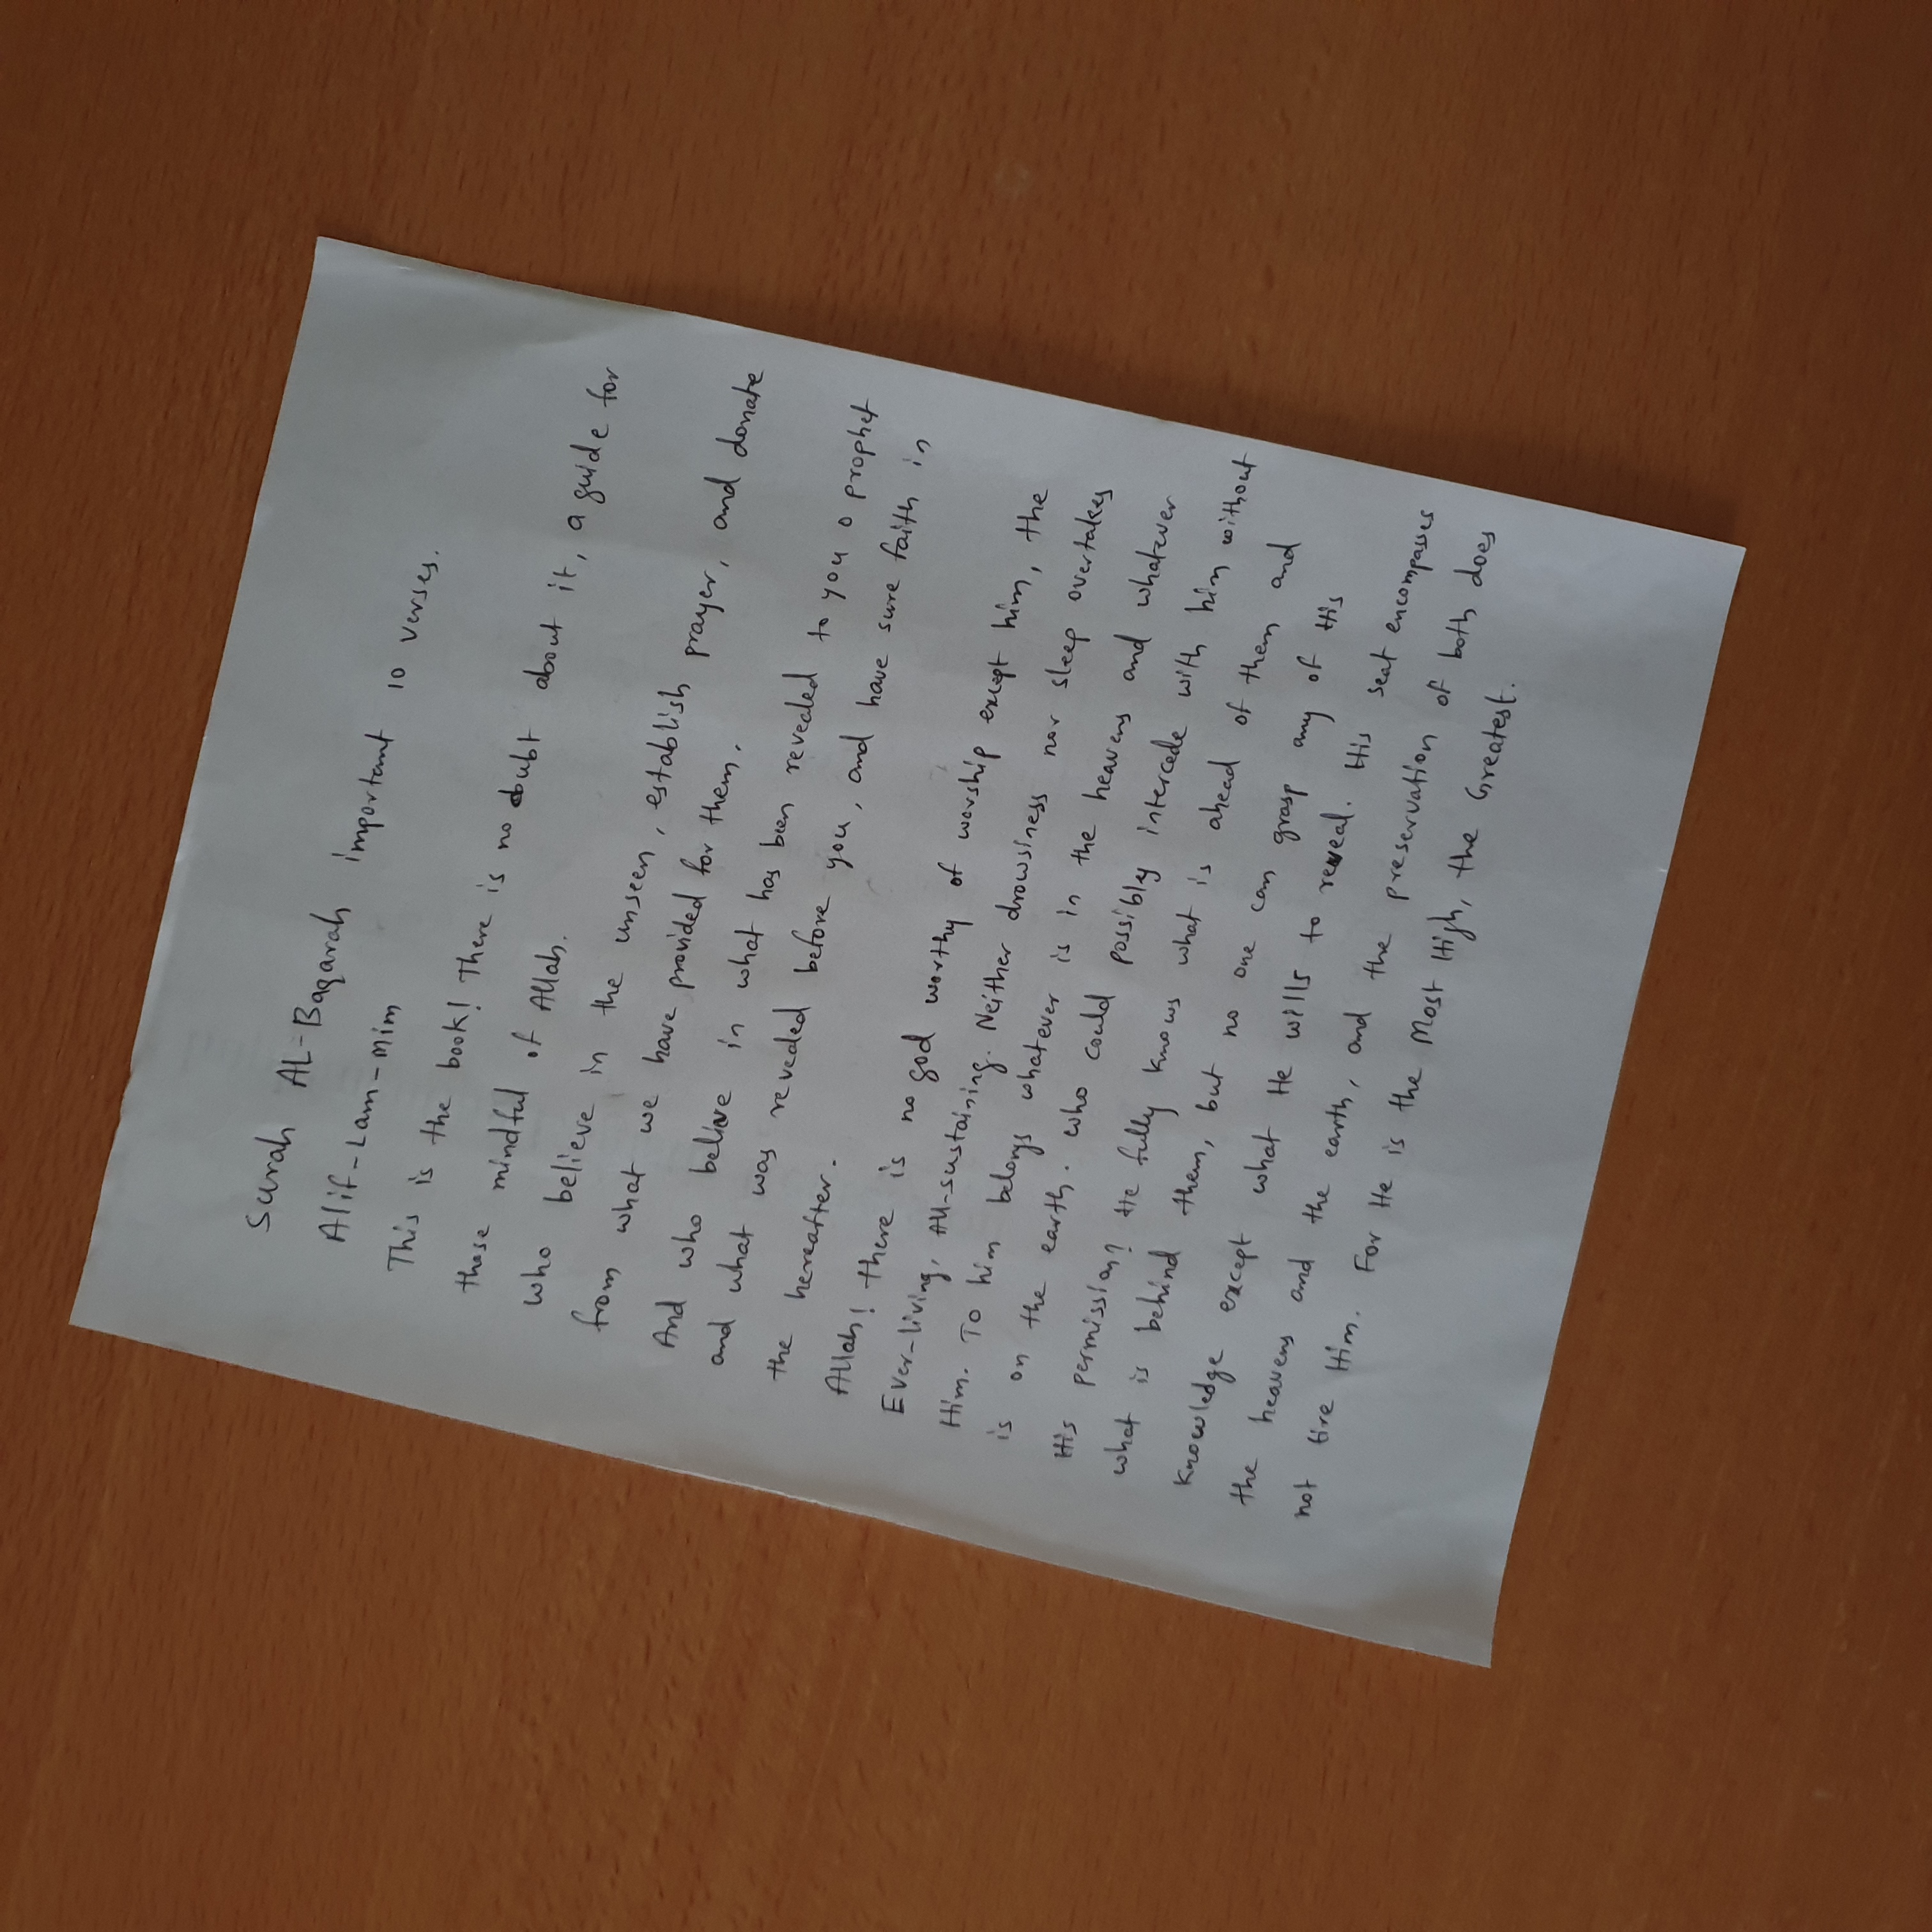 Surah AL-Baqarah important 10 verses.
Alif-Lam-mim
This is the book! There is no doubt about it, a guide for
those mindful of Allah.
who believe in the unseen, establish prayer, and donate
from what we have provided for them.
And who believe in what has been revealed to you o prophet
and what was revealed before you, and have sure faith in
the hereafter.
Allah! there is no god worthy of worship except him, the
Ever-living, All-sustaining. Neither drowsiness nor sleep overtakes
Him. To him belongs whatever is in the heavens and whatever
is on the earth. who could possibly intercede with him without
His permission? He fully knows what is ahead of them and
what is behind them, but no one can grasp any of His
Knowledge except what He wills to reveal. His seat encompasses
the heavens and the earth, and the preservation of both does
not tire Him. For He is the Most High, the Greatest.